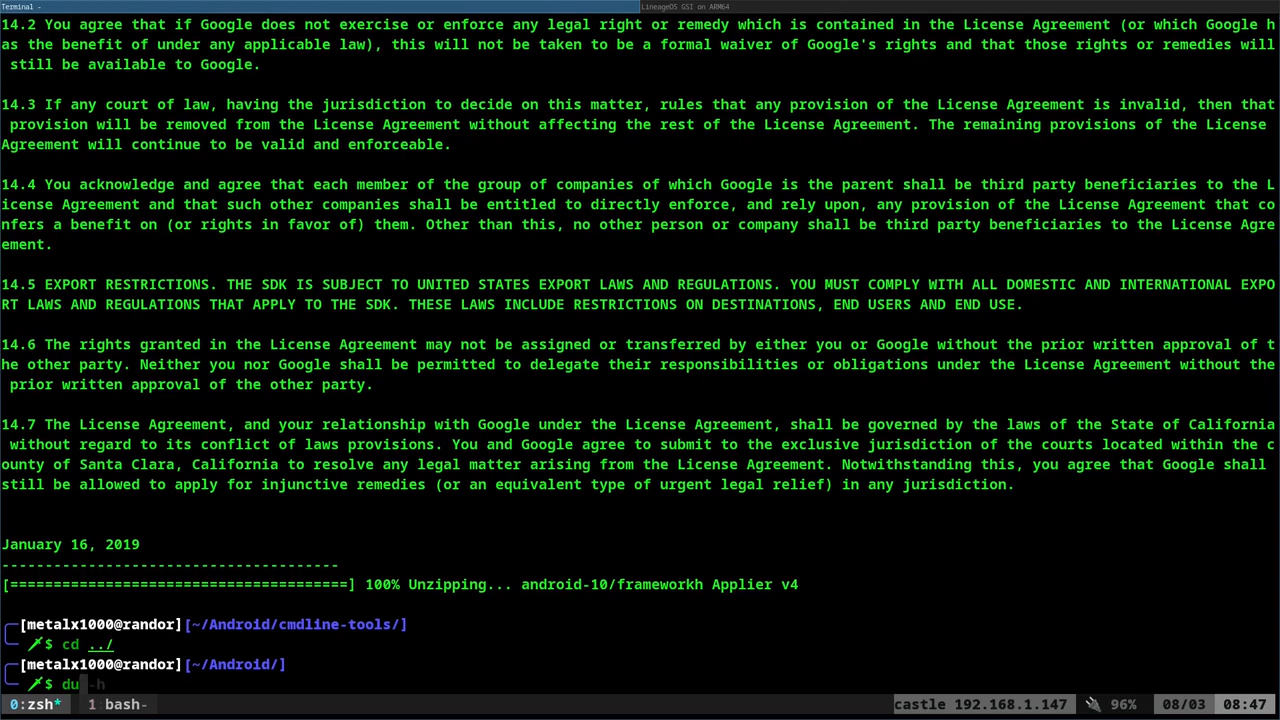 Terminal -
LineageOS GSI on ARM64
14.2 You agree that if Google does not exercise or enforce any legal right or remedy which is contained in the License Agreement (or which Google h
as the benefit of under any applicable law), this will not be taken to be a formal waiver of Google's rights and that those rights or remedies will
 still be available to Google.
14.3 If any court of law, having the jurisdiction to decide on this matter, rules that any provision of the License Agreement is invalid, then that
 provision will be removed from the License Agreement without affecting the rest of the License Agreement. The remaining provisions of the License
Agreement will continue to be valid and enforceable.
14.4 You acknowledge and agree that each member of the group of companies of which Google is the parent shall be third party beneficiaries to the L
icense Agreement and that such other companies shall be entitled to directly enforce, and rely upon, any provision of the License Agreement that co
nfers a benefit on (or rights in favor of) them. Other than this, no other person or company shall be third party beneficiaries to the License Agre
ement.
14.5 EXPORT RESTRICTIONS. THE SDK IS SUBJECT TO UNITED STATES EXPORT LAWS AND REGULATIONS. YOU MUST COMPLY WITH ALL DOMESTIC AND INTERNATIONAL EXPO
RT LAWS AND REGULATIONS THAT APPLY TO THE SDK. THESE LAWS INCLUDE RESTRICTIONS ON DESTINATIONS, END USERS AND END USE.
14.6 The rights granted in the License Agreement may not be assigned or transferred by either you or Google without the prior written approval of t
he other party. Neither you nor Google shall be permitted to delegate their responsibilities or obligations under the License Agreement without the
 prior written approval of the other party.
14.7 The License Agreement, and your relationship with Google under the License Agreement, shall be governed by the laws of the State of California
 without regard to its conflict of laws provisions. You and Google agree to submit to the exclusive jurisdiction of the courts located within the c
ounty of Santa Clara, California to resolve any legal matter arising from the License Agreement. Notwithstanding this, you agree that Google shall
still be allowed to apply for injunctive remedies (or an equivalent type of urgent legal relief) in any jurisdiction.
January 16, 2019
---------------------------------------
[=======================================] 100% Unzipping... android-10/frameworkh Applier v4
[metalx1000@randor][~/Android/cmdline-tools/]
$ cd ../
[metalx1000@randor][~/Android/]
$ du -h
0:zsh* 1:bash- castle 192.168.1.147 96% 08/03 08:47